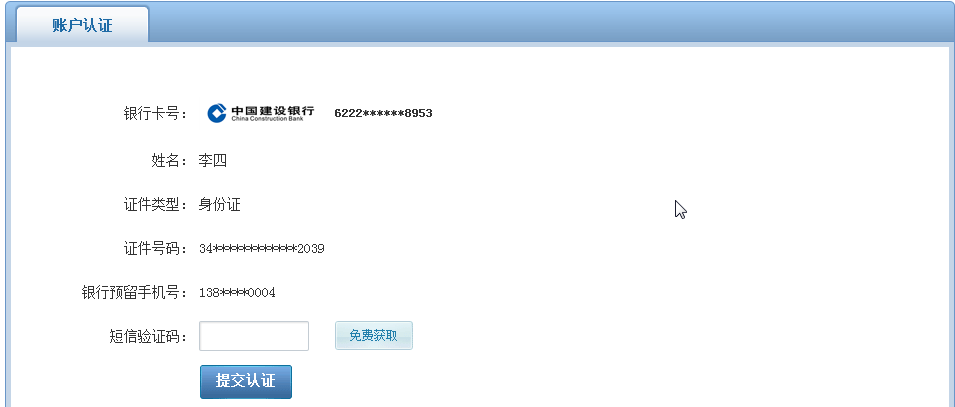 账户认证
银行卡号： 中国建设银行 6222******8953
China Construction Bank
姓名： 李四
证件类型： 身份证
证件号码： 34************2039
银行预留手机号： 138****0004
短信验证码： 免费获取
提交认证